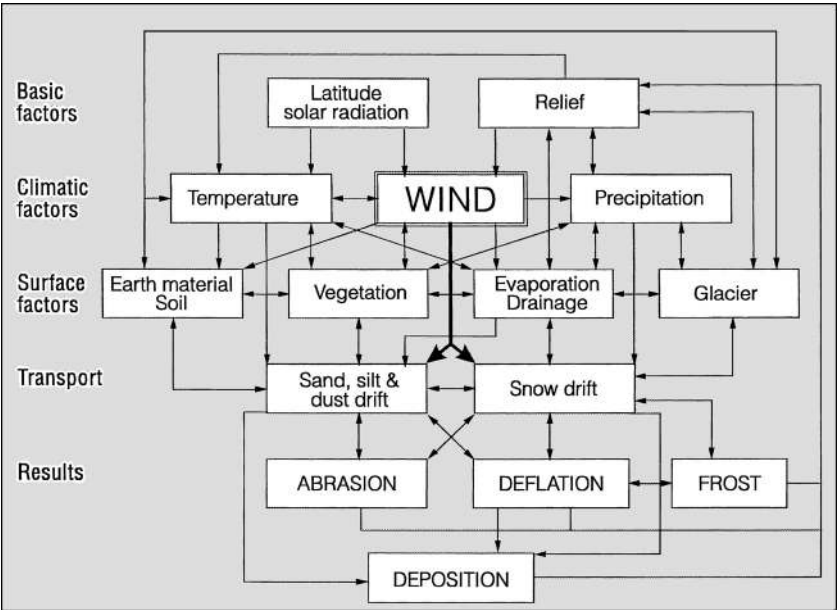 Basic
factors
Latitude
solar radiation
Relief
Climatic
factors
Temperature
WIND
Precipitation
Surface
factors
Earth material
Soil
Vegetation
Evaporation
Drainage
Glacier
Transport
Sand, silt &
dust drift
Snow drift
Results
ABRASION
DEFLATION
FROST
DEPOSITION